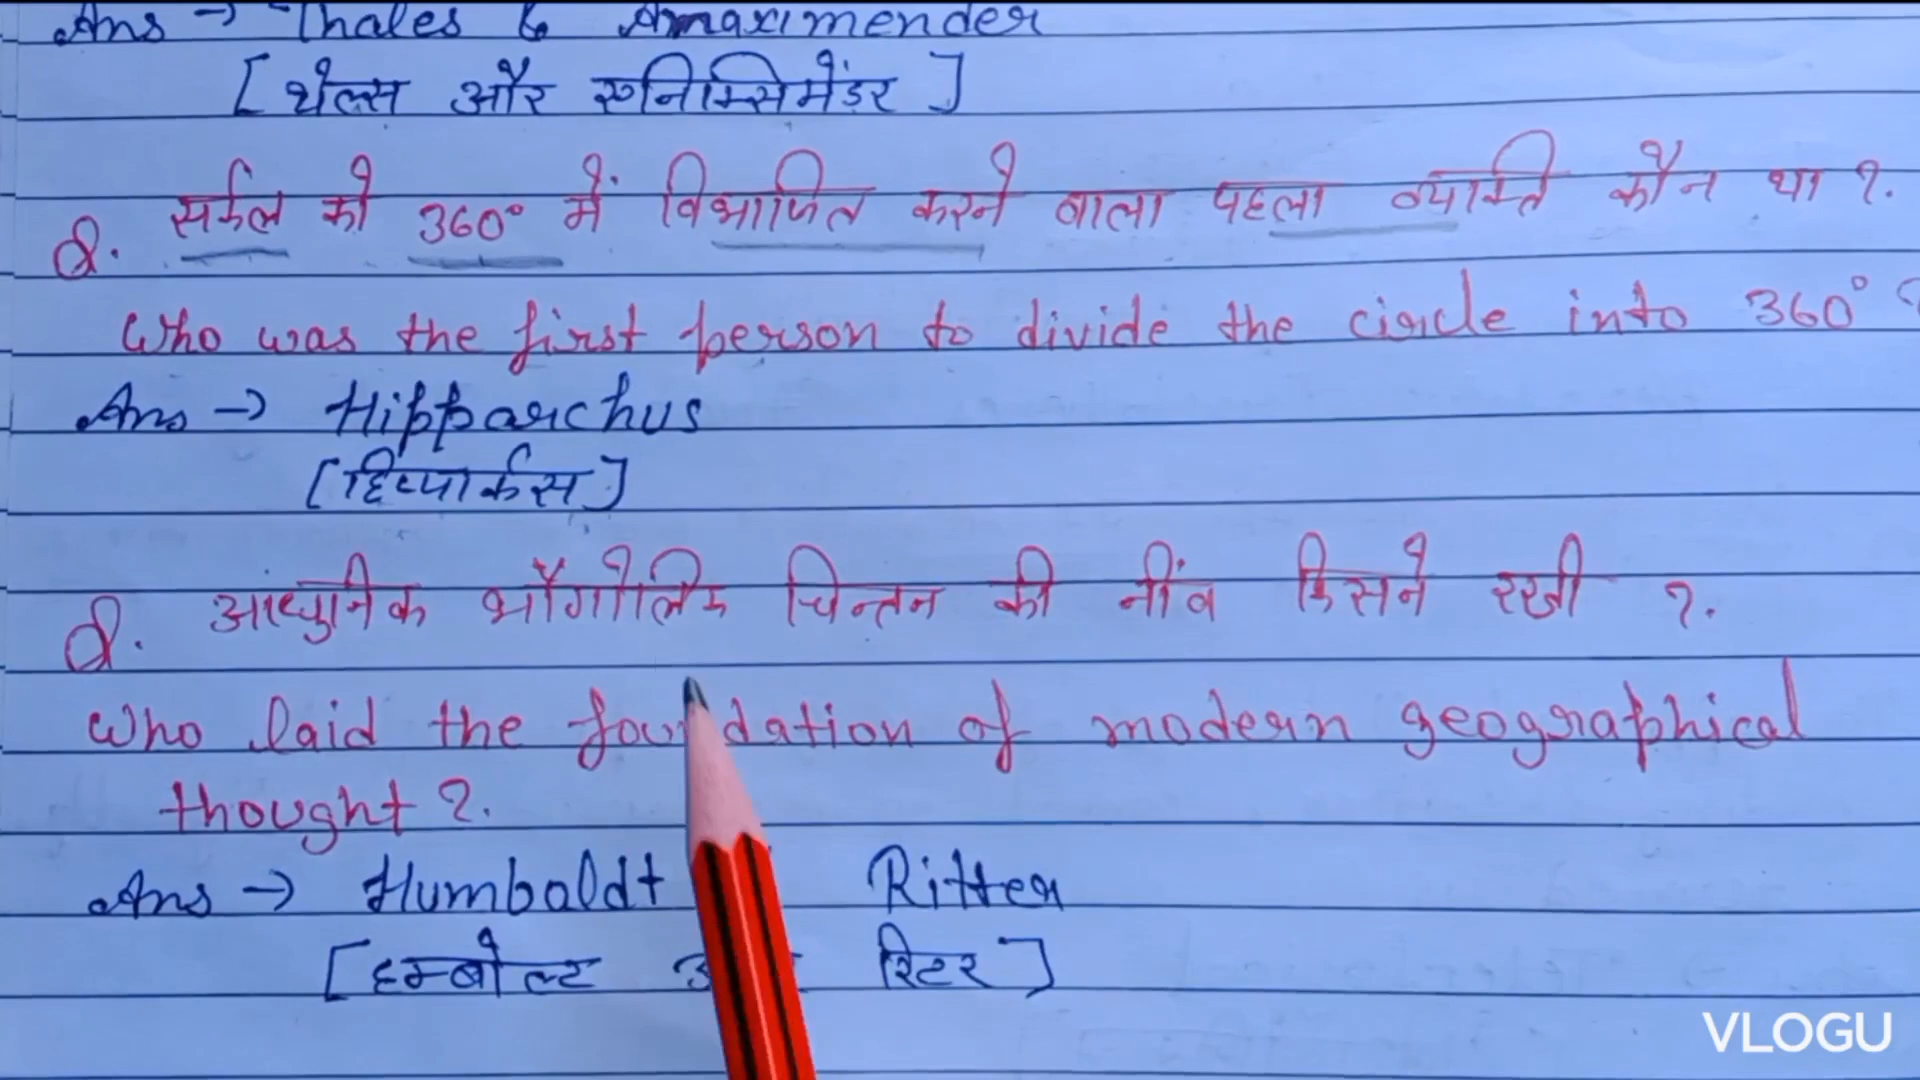 Ans → Thales & Anaximender
[थेल्स और एनिम्सिमेंडर]
Q. सर्कल को 360° में विभाजित करने बाला पहला व्यक्ति कौन था ?.
Who was the first person to divide the circle into 360°
Ans → Hipparchus
[हिप्पार्कस]
Q. आधुनिक भौगोलिक चिन्तन की नींव किसने रखी ?.
Who laid the foundation of modern geographical
thought ?.
Ans → Humboldt Ritter
[हम्बोल्ट रिटर]
VLOGU